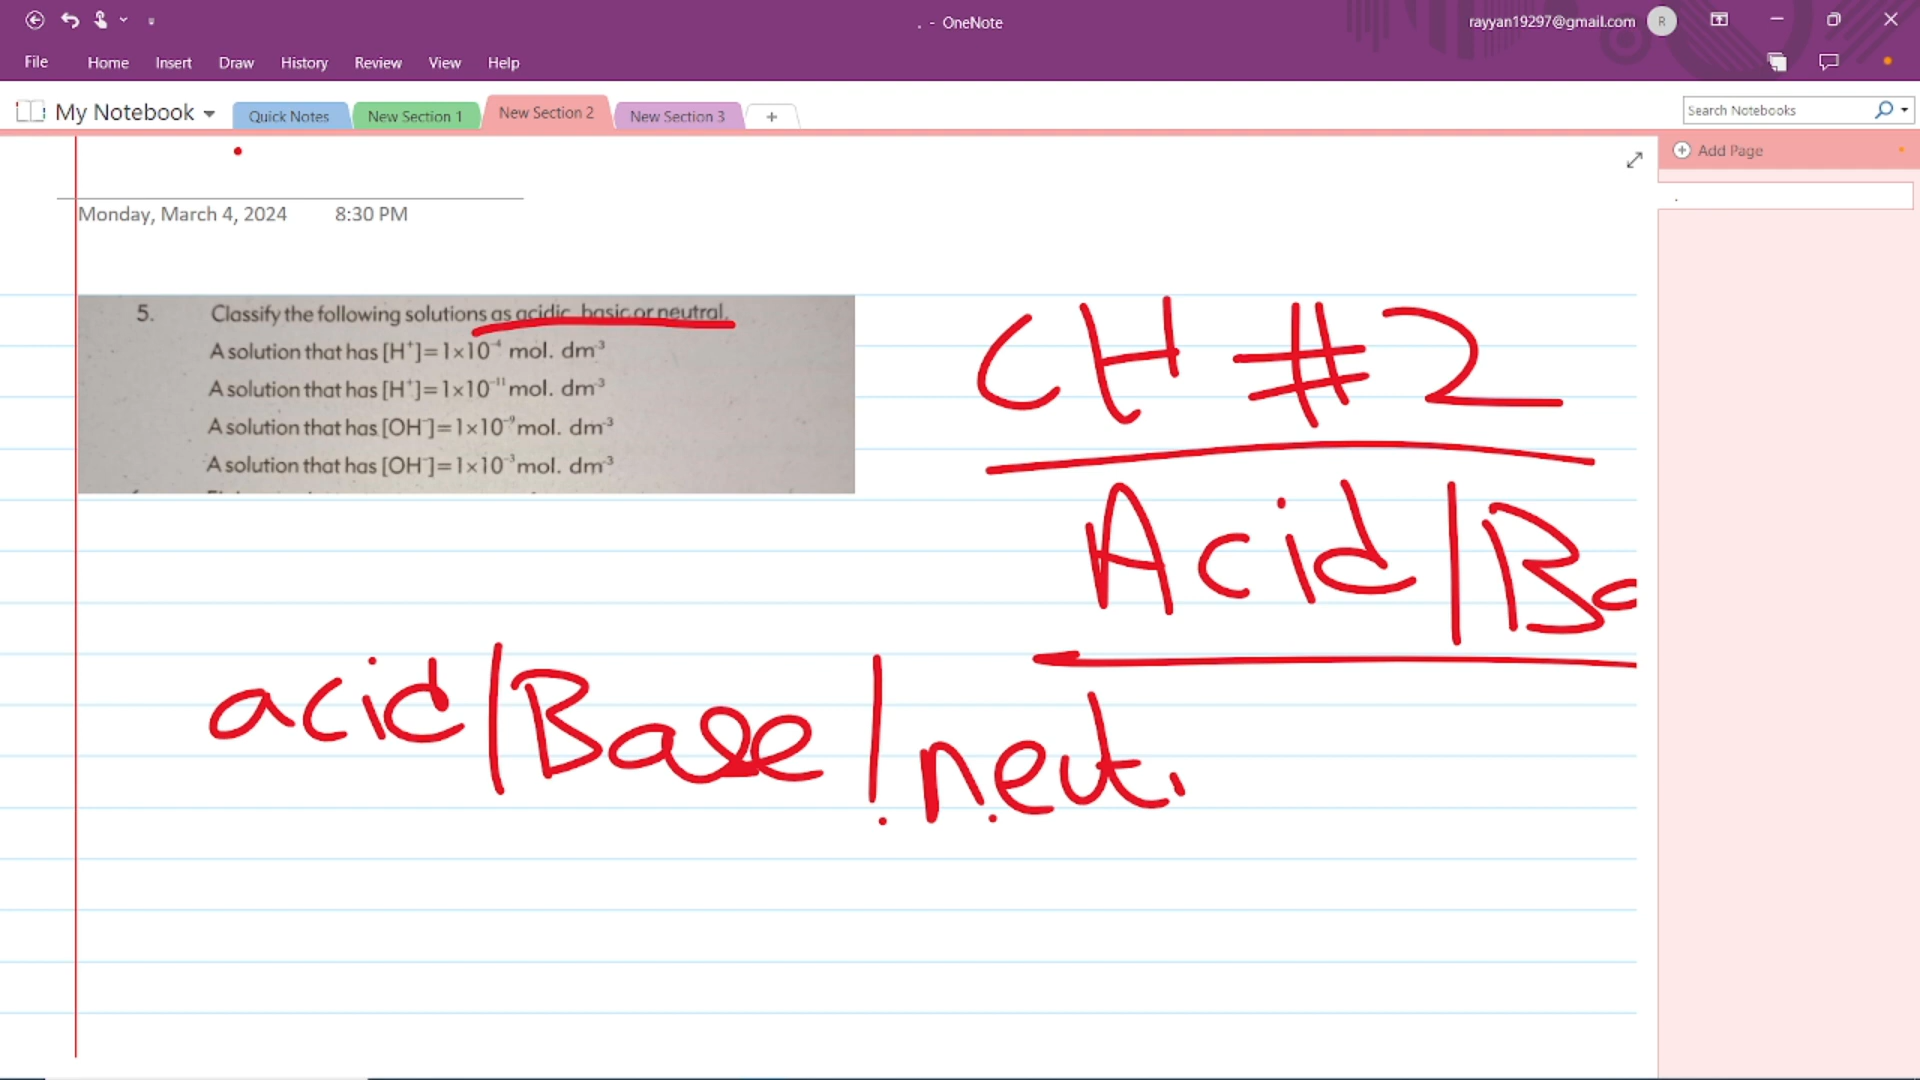 . - OneNote
rayyan19297@gmail.com R
File Home Insert Draw History Review View Help
My Notebook Quick Notes New Section 1 New Section 2 New Section 3 +
Search Notebooks
Add Page
.
Monday, March 4, 2024 8:30 PM
5. Classify the following solutions as acidic, basic or neutral.
A solution that has [H⁺]=1×10⁻⁴ mol. dm⁻³
A solution that has [H⁺]=1×10⁻¹¹ mol. dm⁻³
A solution that has [OH⁻]=1×10⁻⁹ mol. dm⁻³
A solution that has [OH⁻]=1×10⁻³ mol. dm⁻³
CH #2
Acid|Ba
acid|Base|neut.